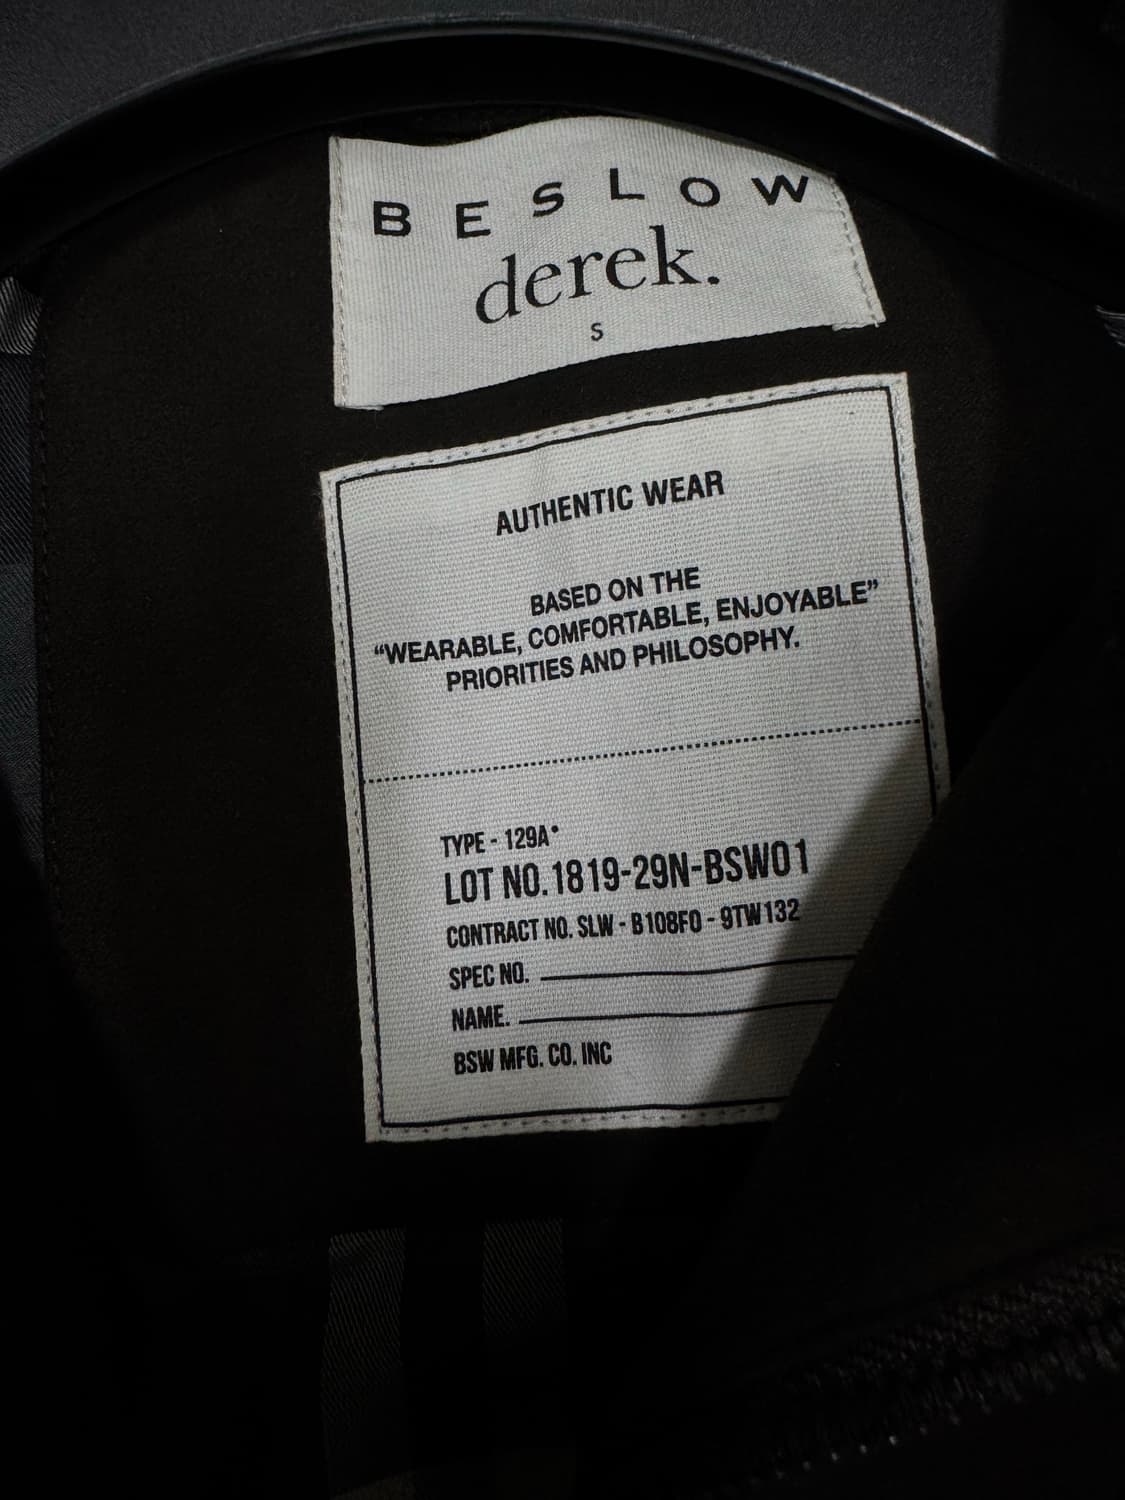 BESLOW
derek.
S
AUTHENTIC WEAR
BASED ON THE
“WEARABLE, COMFORTABLE, ENJOYABLE”
PRIORITIES AND PHILOSOPHY.
TYPE - 129A•
LOT NO. 1819-29N-BSW01
CONTRACT NO. SLW - B108F0 - 9TW132
SPEC NO.
NAME.
BSW MFG. CO. INC